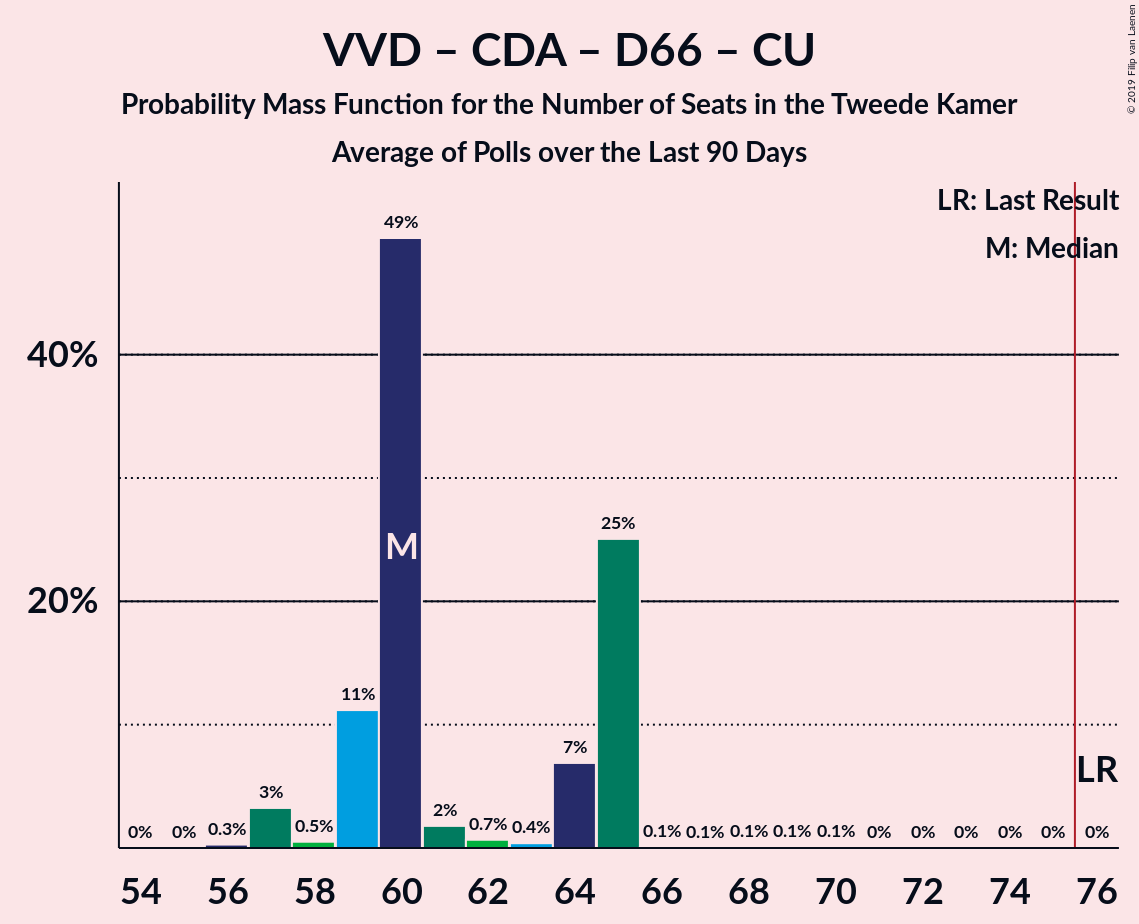 VVD – CDA – D66 – CU
Probability Mass Function for the Number of Seats in the Tweede Kamer
Average of Polls over the Last 90 Days
© 2019 Filip van Laenen
LR: Last Result
M: Median
49%
40%
M
25%
20%
11%
7%
LR
3%
2%
0% 0% 0.3% 0.5% 0.7% 0.4% 0.1% 0.1% 0.1% 0.1% 0.1% 0% 0% 0% 0% 0% 0%
54 56 58 60 62 64 66 68 70 72 74 76